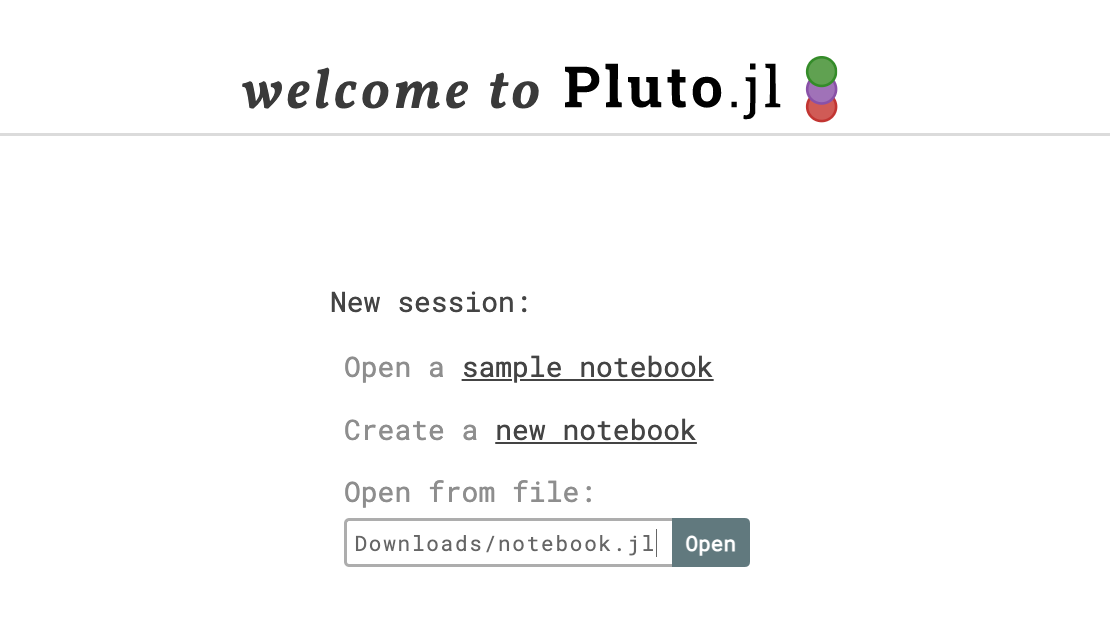 welcome to Pluto.jl
New session:
Open a sample notebook
Create a new notebook
Open from file:
Downloads/notebook.jl Open